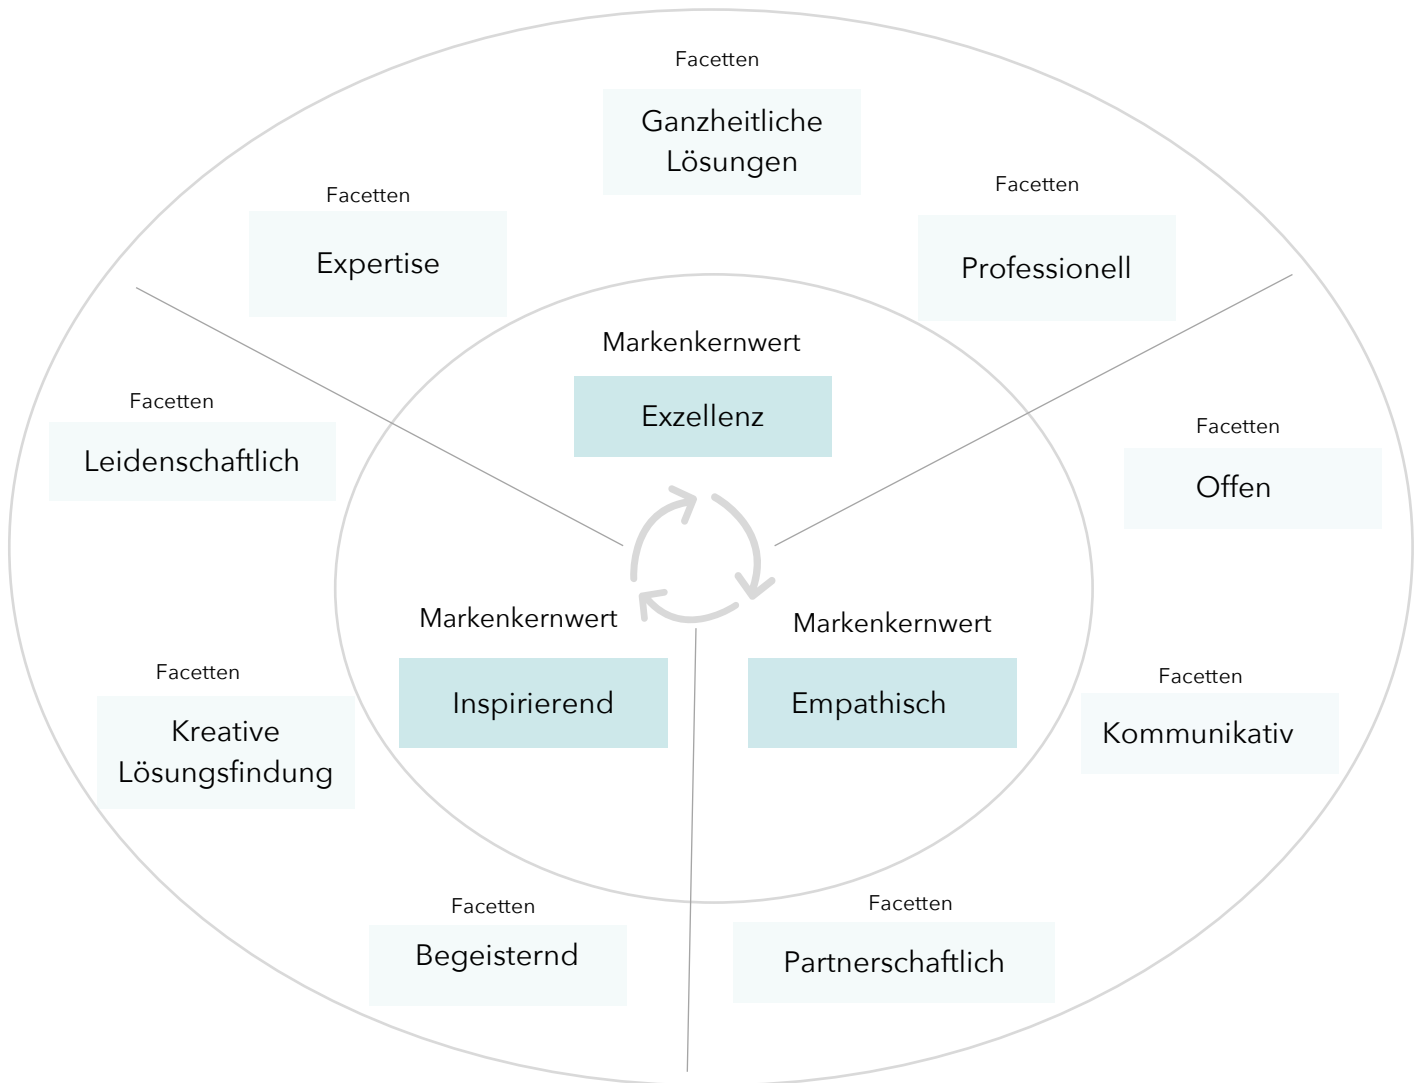 Facetten
Ganzheitliche
Lösungen
Facetten
Professionell
Facetten
Expertise
Markenkernwert
Exzellenz
Facetten
Leidenschaftlich
Facetten
Offen
Markenkernwert
Inspirierend
Markenkernwert
Empathisch
Facetten
Kreative
Lösungsfindung
Facetten
Kommunikativ
Facetten
Begeisternd
Facetten
Partnerschaftlich